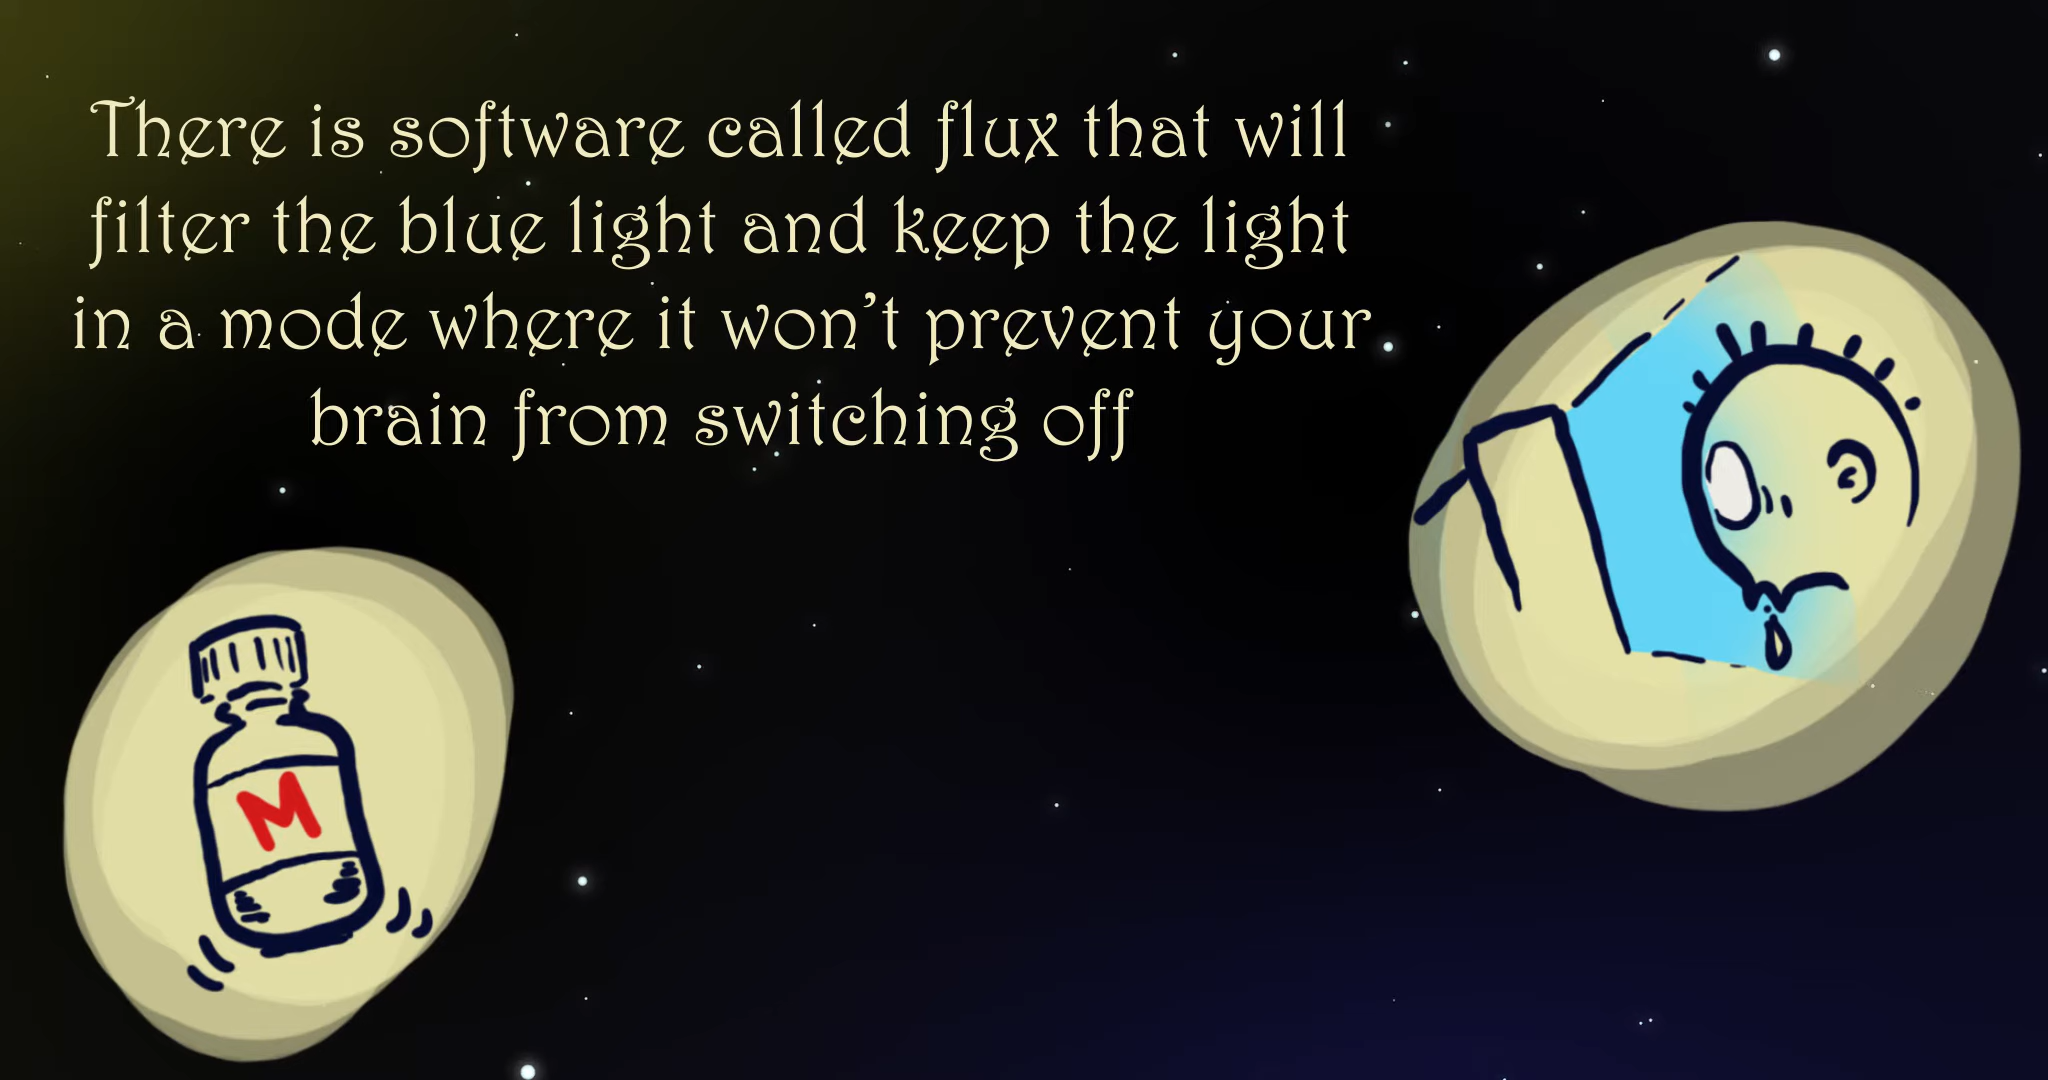 There is software called flux that will
filter the blue light and keep the light
in a mode where it won't prevent your
brain from switching off
M